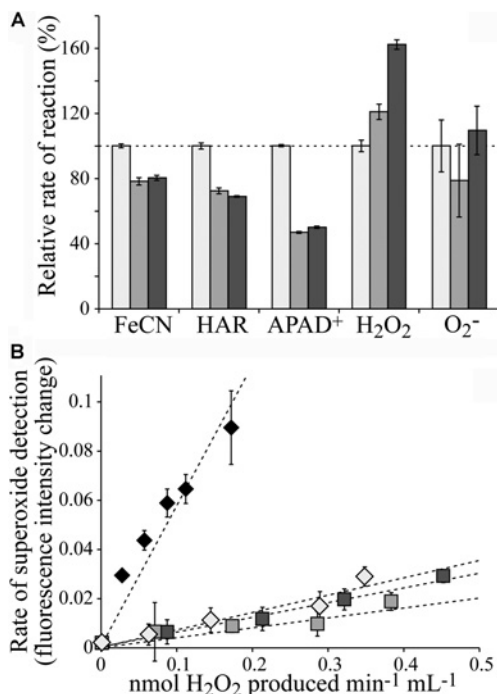 A
Relative rate of reaction (%)
160
120
80
40
0
FeCN HAR APAD⁺ H₂O₂ O₂⁻
B
Rate of superoxide detection
(fluorescence intensity change)
0.1
0.08
0.06
0.04
0.02
0
0 0.1 0.2 0.3 0.4 0.5
nmol H₂O₂ produced min⁻¹ mL⁻¹